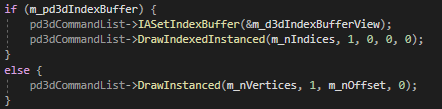 if (m_pd3dIndexBuffer) {
    pd3dCommandList->IASetIndexBuffer(&m_d3dIndexBufferView);
    pd3dCommandList->DrawIndexedInstanced(m_nIndices, 1, 0, 0, 0);
}
else {
    pd3dCommandList->DrawInstanced(m_nVertices, 1, m_nOffset, 0);
}